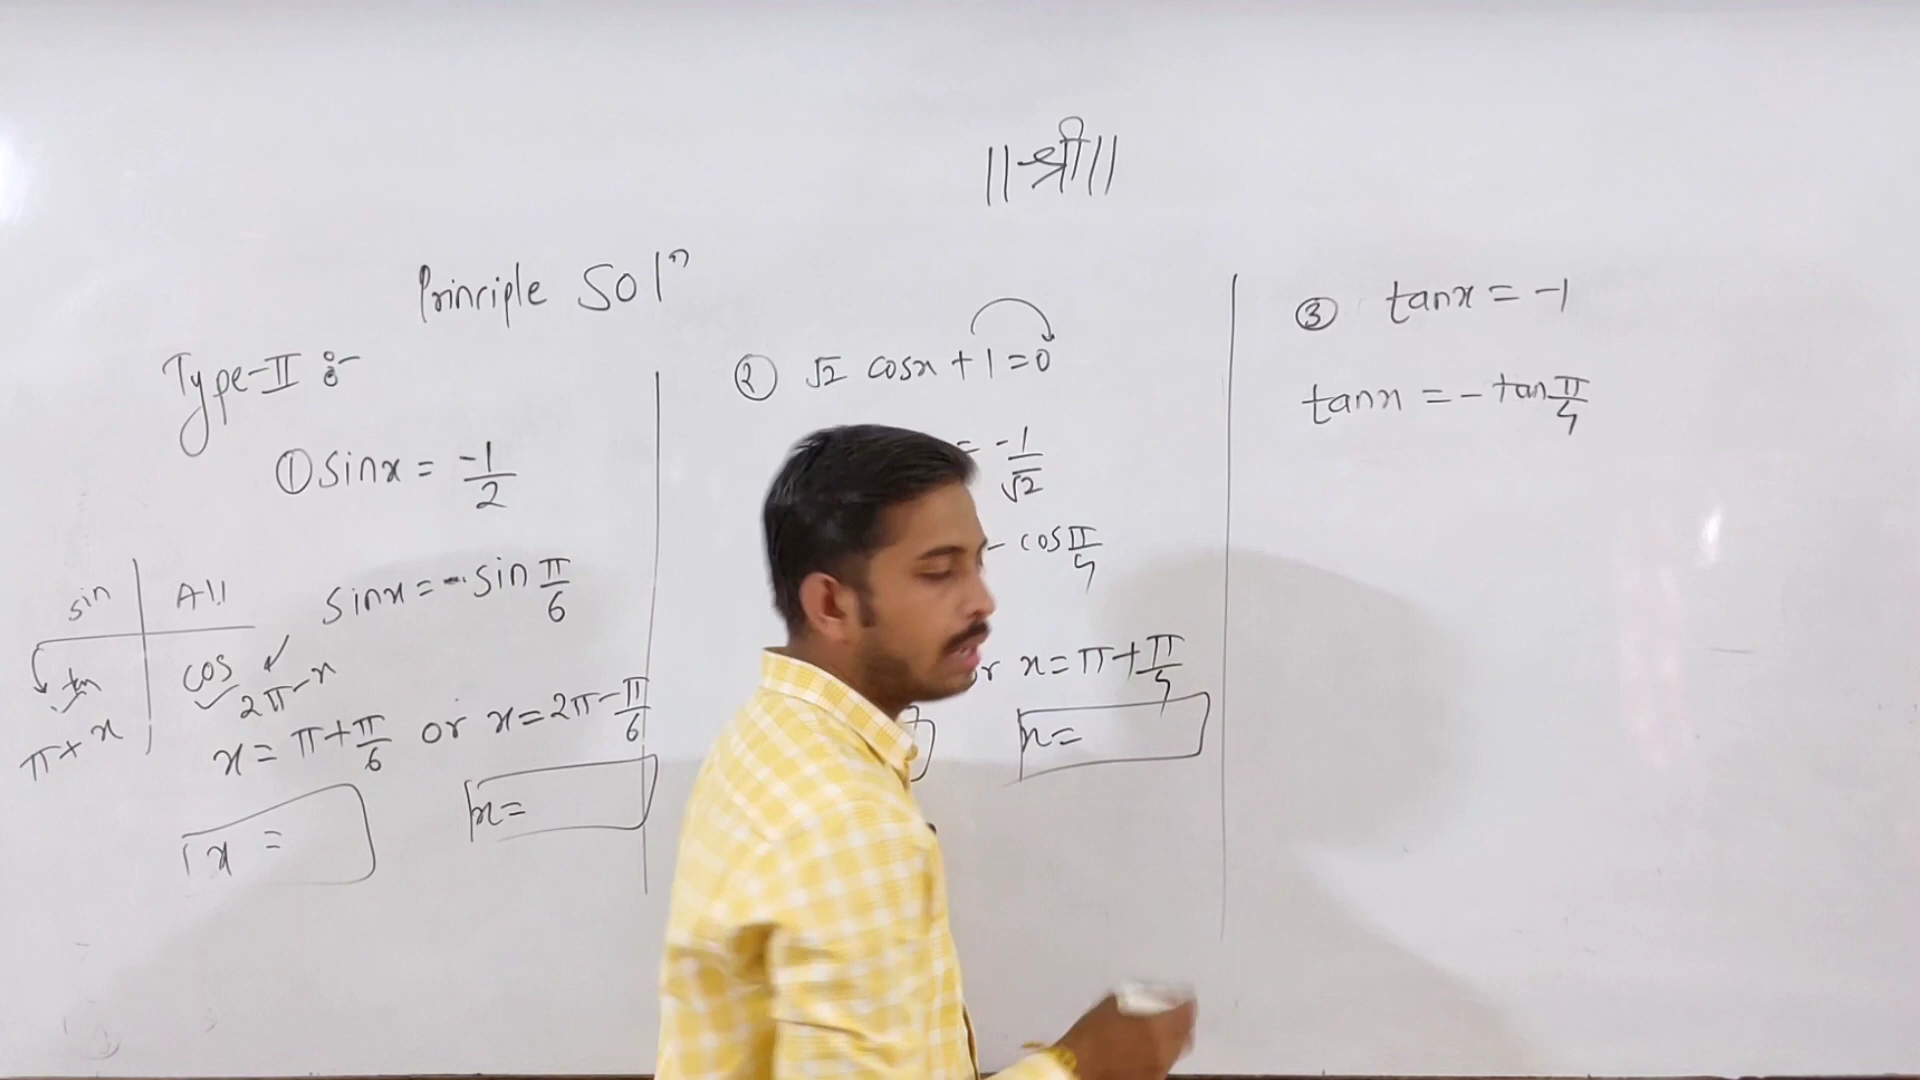 ||श्री||
Principle Solⁿ
Type-II :-
① sinx = -1/2
sin | All
tan | cos ✓
π+x
2π-x
sinx = - sin π/6
x = π+π/6 or x = 2π-π/6
x =
x =
② √2 cosx + 1 = 0
= -1/√2
- cos π/4
or x = π+π/4
x =
③ tanx = -1
tanx = - tan π/4